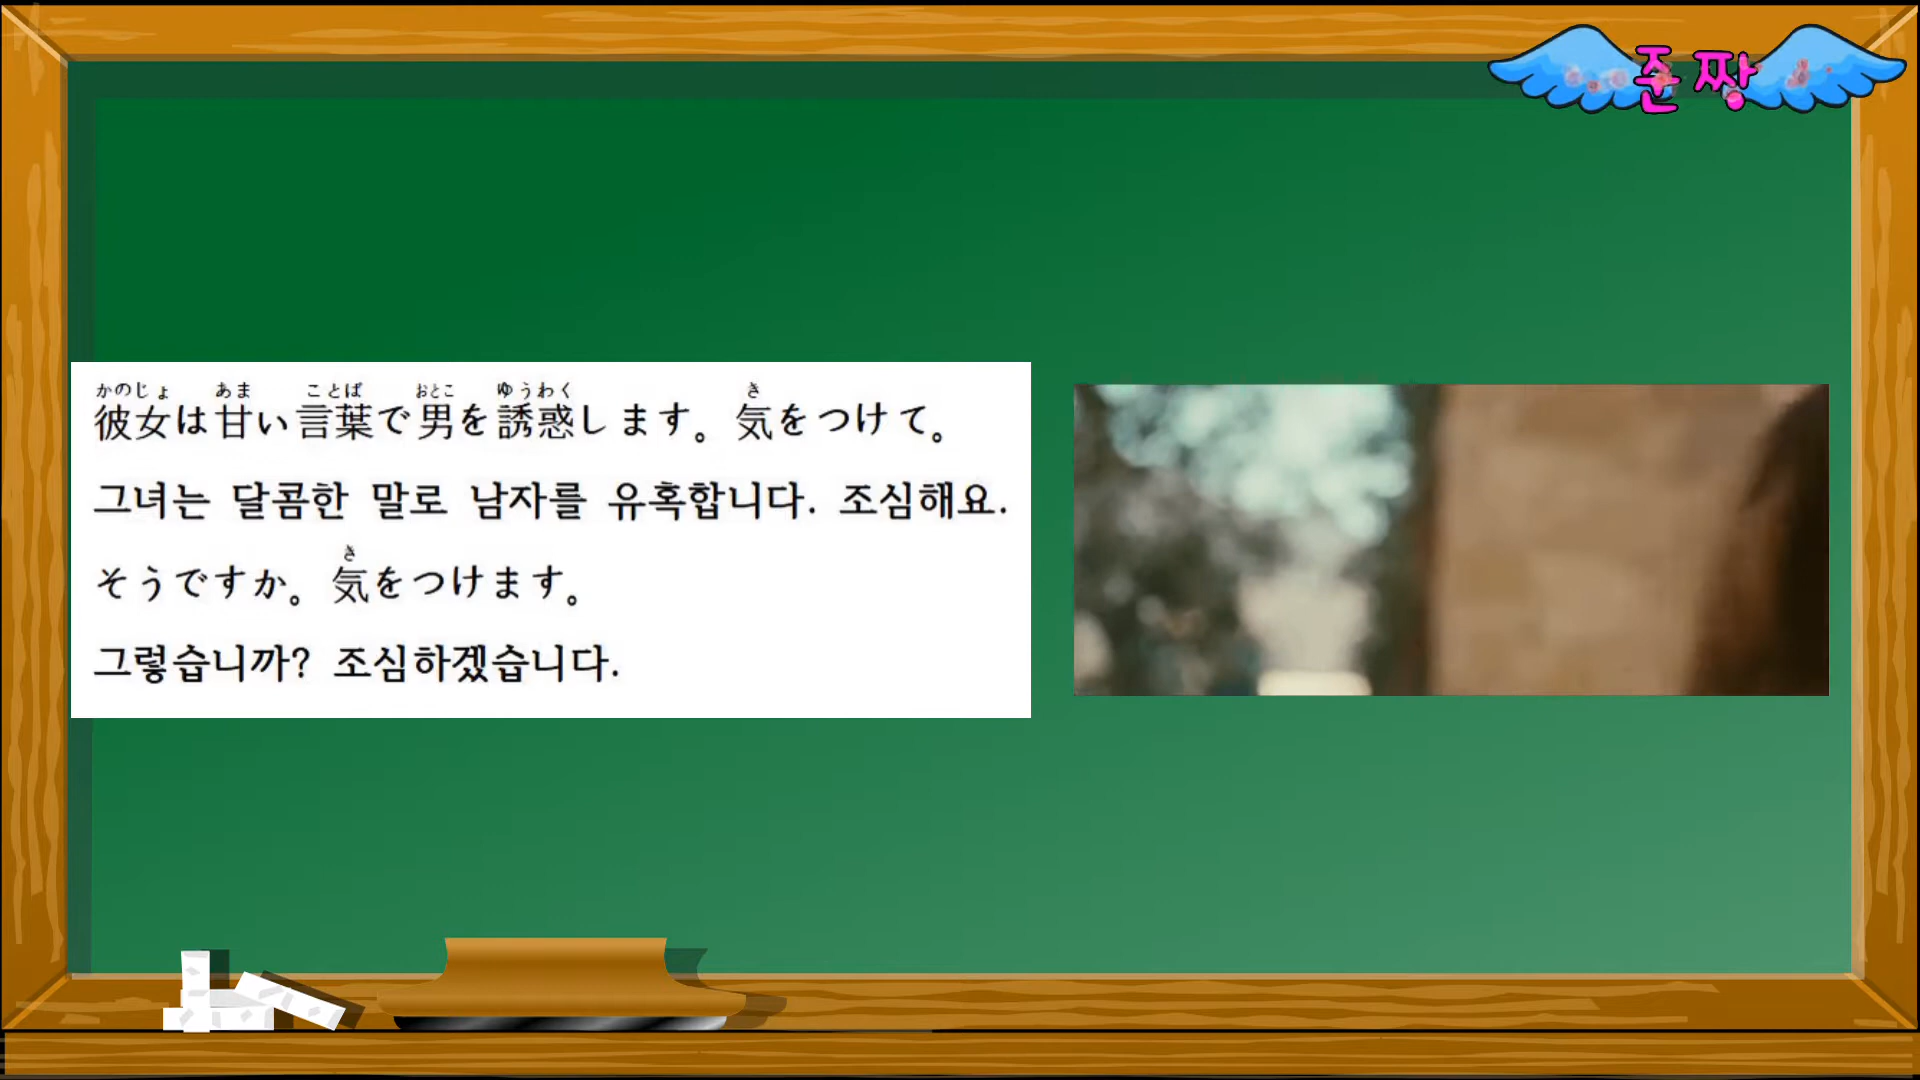 준짱
かのじょ あま ことば おとこ ゆうわく き
彼女は甘い言葉で男を誘惑します。気をつけて。
그녀는 달콤한 말로 남자를 유혹합니다. 조심해요.
き
そうですか。気をつけます。
그렇습니까? 조심하겠습니다.